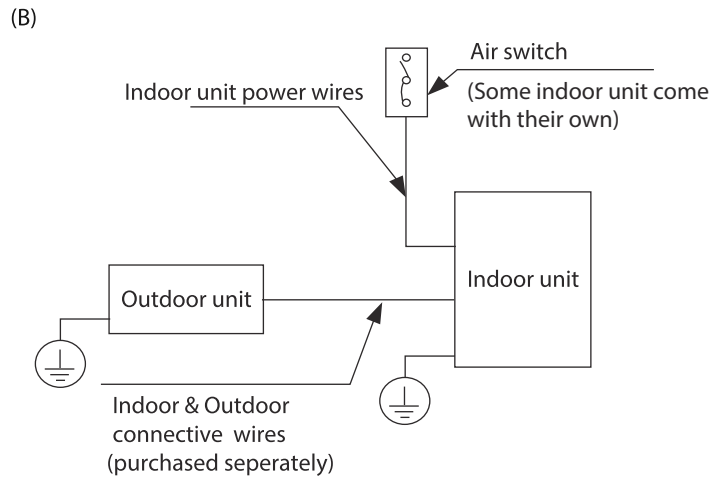 (B)
Air switch
Indoor unit power wires
(Some indoor unit come
with their own)
Indoor unit
Outdoor unit
Indoor & Outdoor
connective wires
(purchased seperately)